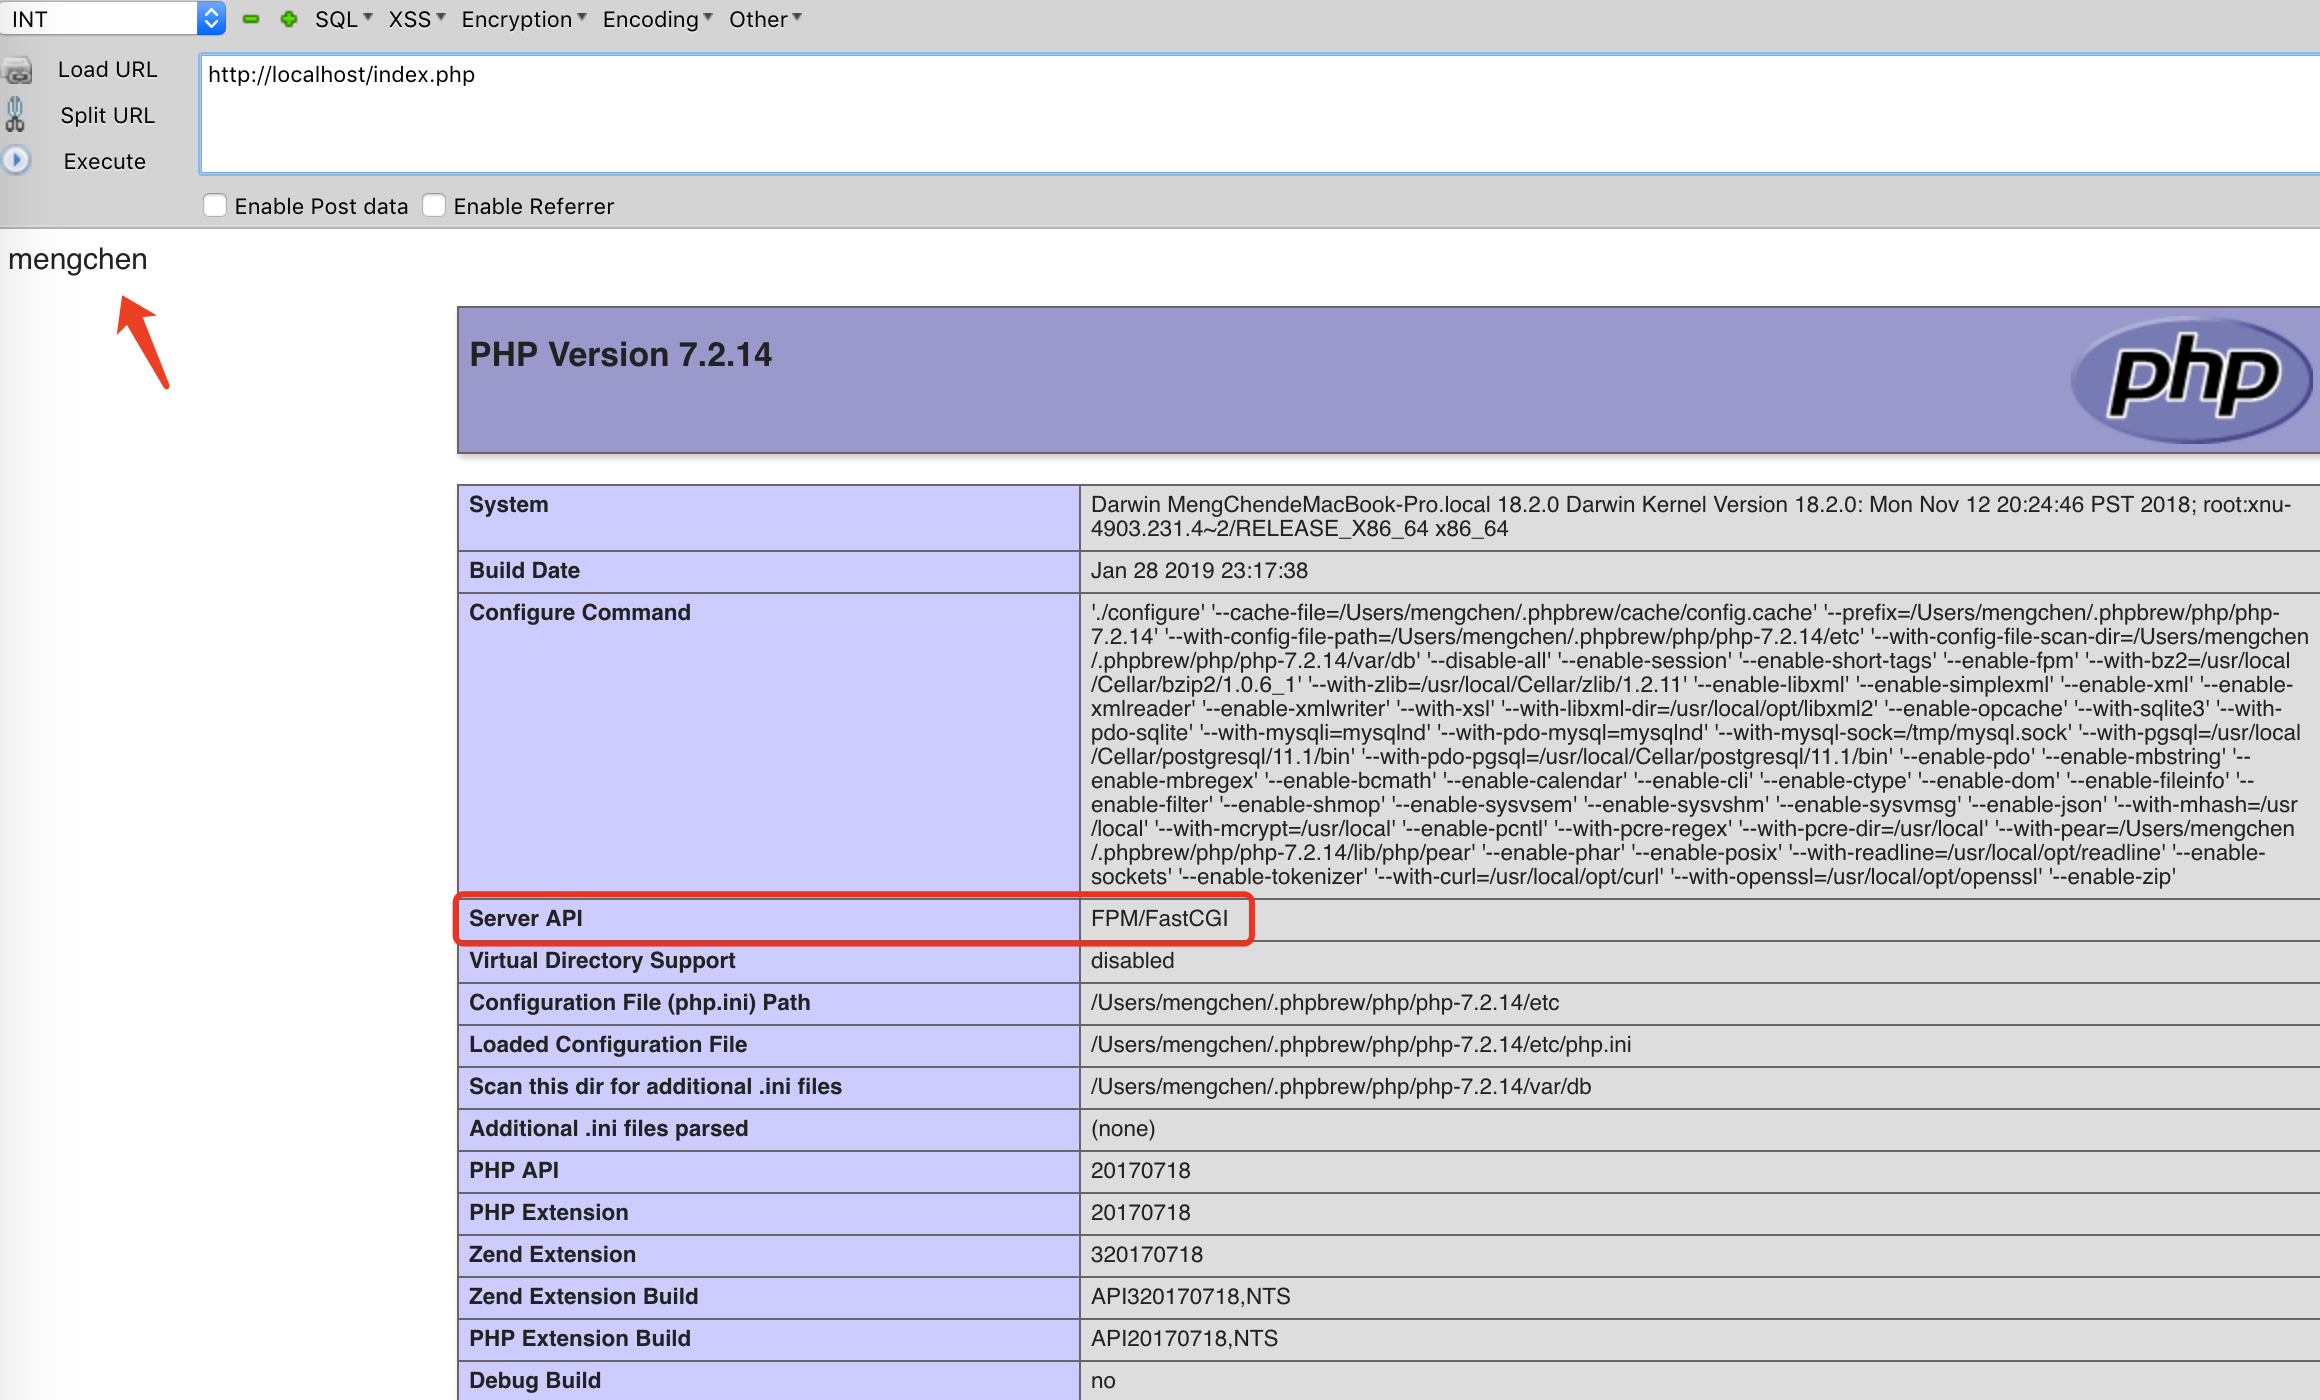 INT SQL XSS Encryption Encoding Other
Load URL http://localhost/index.php
Split URL
Execute
Enable Post data Enable Referrer
mengchen
PHP Version 7.2.14
php
System Darwin MengChendeMacBook-Pro.local 18.2.0 Darwin Kernel Version 18.2.0: Mon Nov 12 20:24:46 PST 2018; root:xnu-
4903.231.4~2/RELEASE_X86_64 x86_64
Build Date Jan 28 2019 23:17:38
Configure Command './configure' '--cache-file=/Users/mengchen/.phpbrew/cache/config.cache' '--prefix=/Users/mengchen/.phpbrew/php/php-
7.2.14' '--with-config-file-path=/Users/mengchen/.phpbrew/php/php-7.2.14/etc' '--with-config-file-scan-dir=/Users/mengchen
/.phpbrew/php/php-7.2.14/var/db' '--disable-all' '--enable-session' '--enable-short-tags' '--enable-fpm' '--with-bz2=/usr/local
/Cellar/bzip2/1.0.6_1' '--with-zlib=/usr/local/Cellar/zlib/1.2.11' '--enable-libxml' '--enable-simplexml' '--enable-xml' '--enable-
xmlreader' '--enable-xmlwriter' '--with-xsl' '--with-libxml-dir=/usr/local/opt/libxml2' '--enable-opcache' '--with-sqlite3' '--with-
pdo-sqlite' '--with-mysqli=mysqlnd' '--with-pdo-mysql=mysqlnd' '--with-mysql-sock=/tmp/mysql.sock' '--with-pgsql=/usr/local
/Cellar/postgresql/11.1/bin' '--with-pdo-pgsql=/usr/local/Cellar/postgresql/11.1/bin' '--enable-pdo' '--enable-mbstring' '--
enable-mbregex' '--enable-bcmath' '--enable-calendar' '--enable-cli' '--enable-ctype' '--enable-dom' '--enable-fileinfo' '--
enable-filter' '--enable-shmop' '--enable-sysvsem' '--enable-sysvshm' '--enable-sysvmsg' '--enable-json' '--with-mhash=/usr
/local' '--with-mcrypt=/usr/local' '--enable-pcntl' '--with-pcre-regex' '--with-pcre-dir=/usr/local' '--with-pear=/Users/mengchen
/.phpbrew/php/php-7.2.14/lib/php/pear' '--enable-phar' '--enable-posix' '--with-readline=/usr/local/opt/readline' '--enable-
sockets' '--enable-tokenizer' '--with-curl=/usr/local/opt/curl' '--with-openssl=/usr/local/opt/openssl' '--enable-zip'
Server API FPM/FastCGI
Virtual Directory Support disabled
Configuration File (php.ini) Path /Users/mengchen/.phpbrew/php/php-7.2.14/etc
Loaded Configuration File /Users/mengchen/.phpbrew/php/php-7.2.14/etc/php.ini
Scan this dir for additional .ini files /Users/mengchen/.phpbrew/php/php-7.2.14/var/db
Additional .ini files parsed (none)
PHP API 20170718
PHP Extension 20170718
Zend Extension 320170718
Zend Extension Build API320170718,NTS
PHP Extension Build API20170718,NTS
Debug Build no